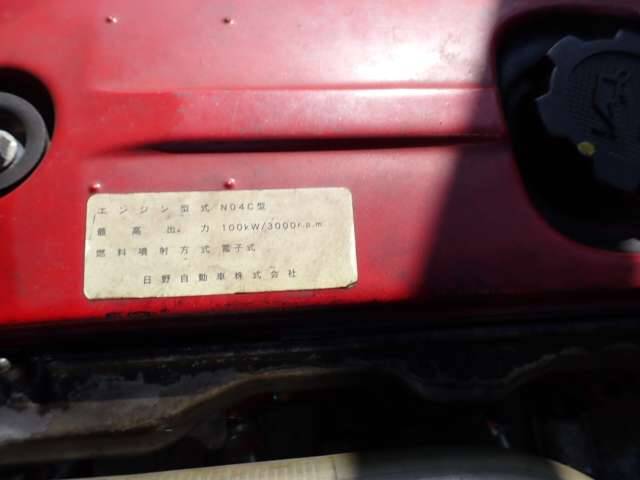 エンジン型式 N04C型
最高出力 100kW/3000r.p.m
燃料噴射方式 電子式
日野自動車株式会社